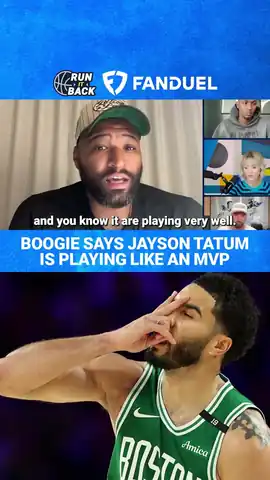 RUN
IT
BACK
FANDUEL
and you know it are playing very well.
BOOGIE SAYS JAYSON TATUM
IS PLAYING LIKE AN MVP
Amica
BOSTON